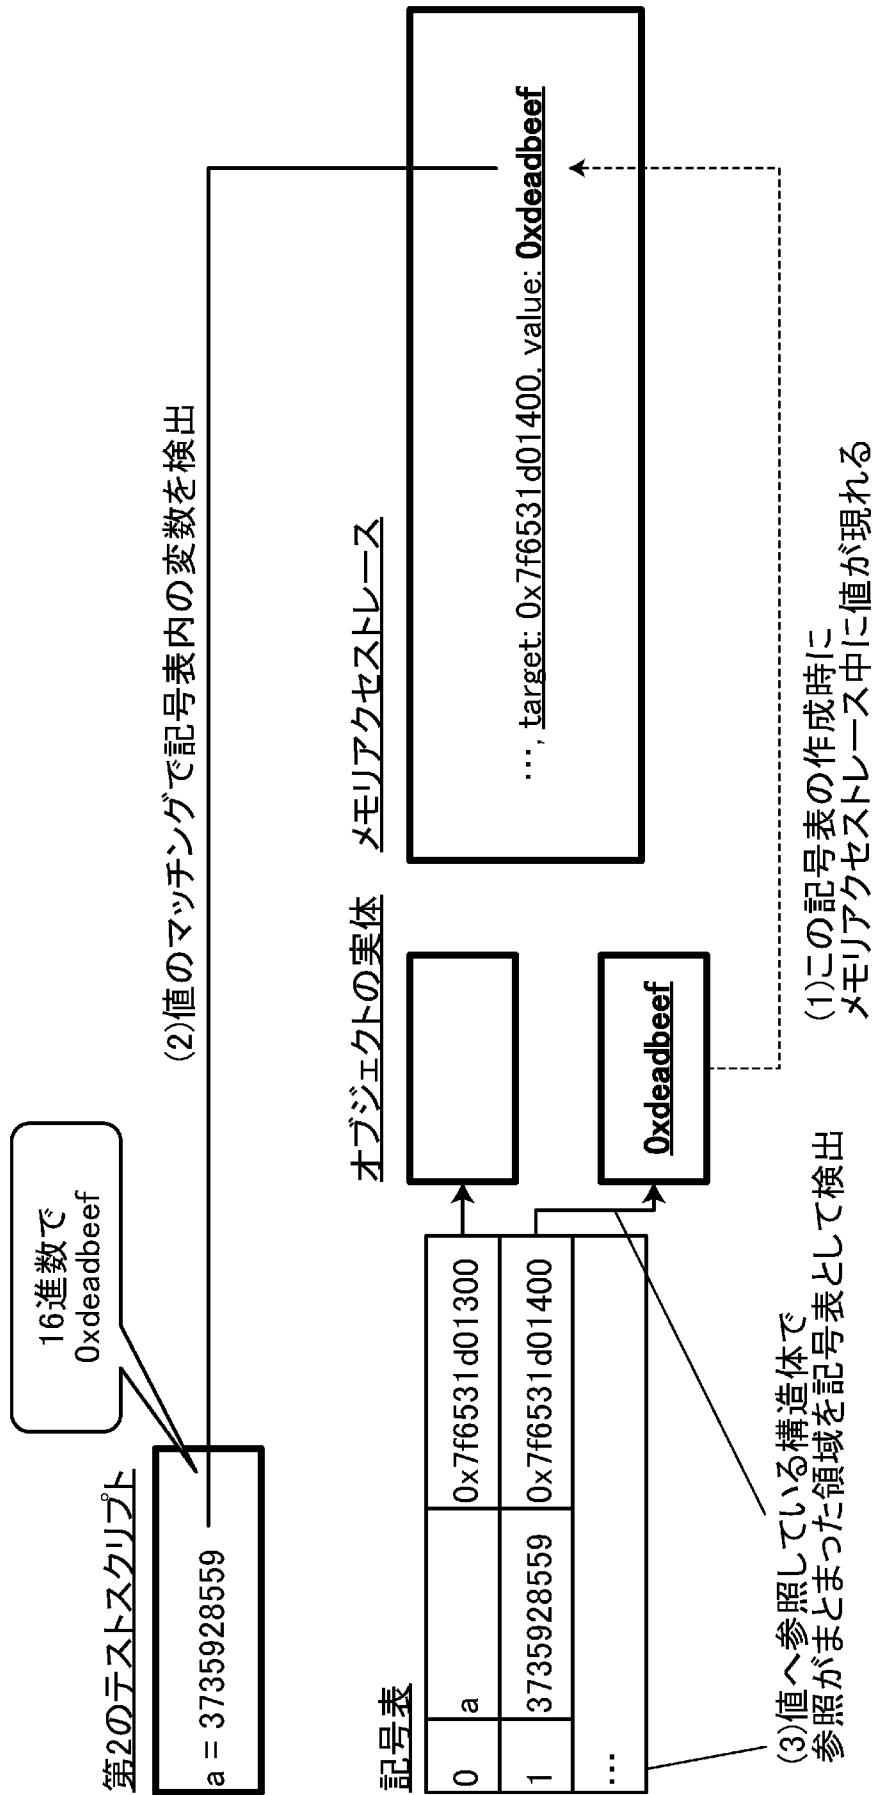 第2のテストスクリプト
a = 3735928559
16進数で
0xdeadbeef
(2)値のマッチングで記号表内の変数を検出
記号表
0 a 0x7f6531d01300
1 3735928559 0x7f6531d01400
…
オブジェクトの実体
0xdeadbeef
メモリアクセストレース
…, target: 0x7f6531d01400, value: 0xdeadbeef
(3)値へ参照している構造体で
参照がまとまった領域を記号表として検出
(1)この記号表の作成時に
メモリアクセストレース中に値が現れる